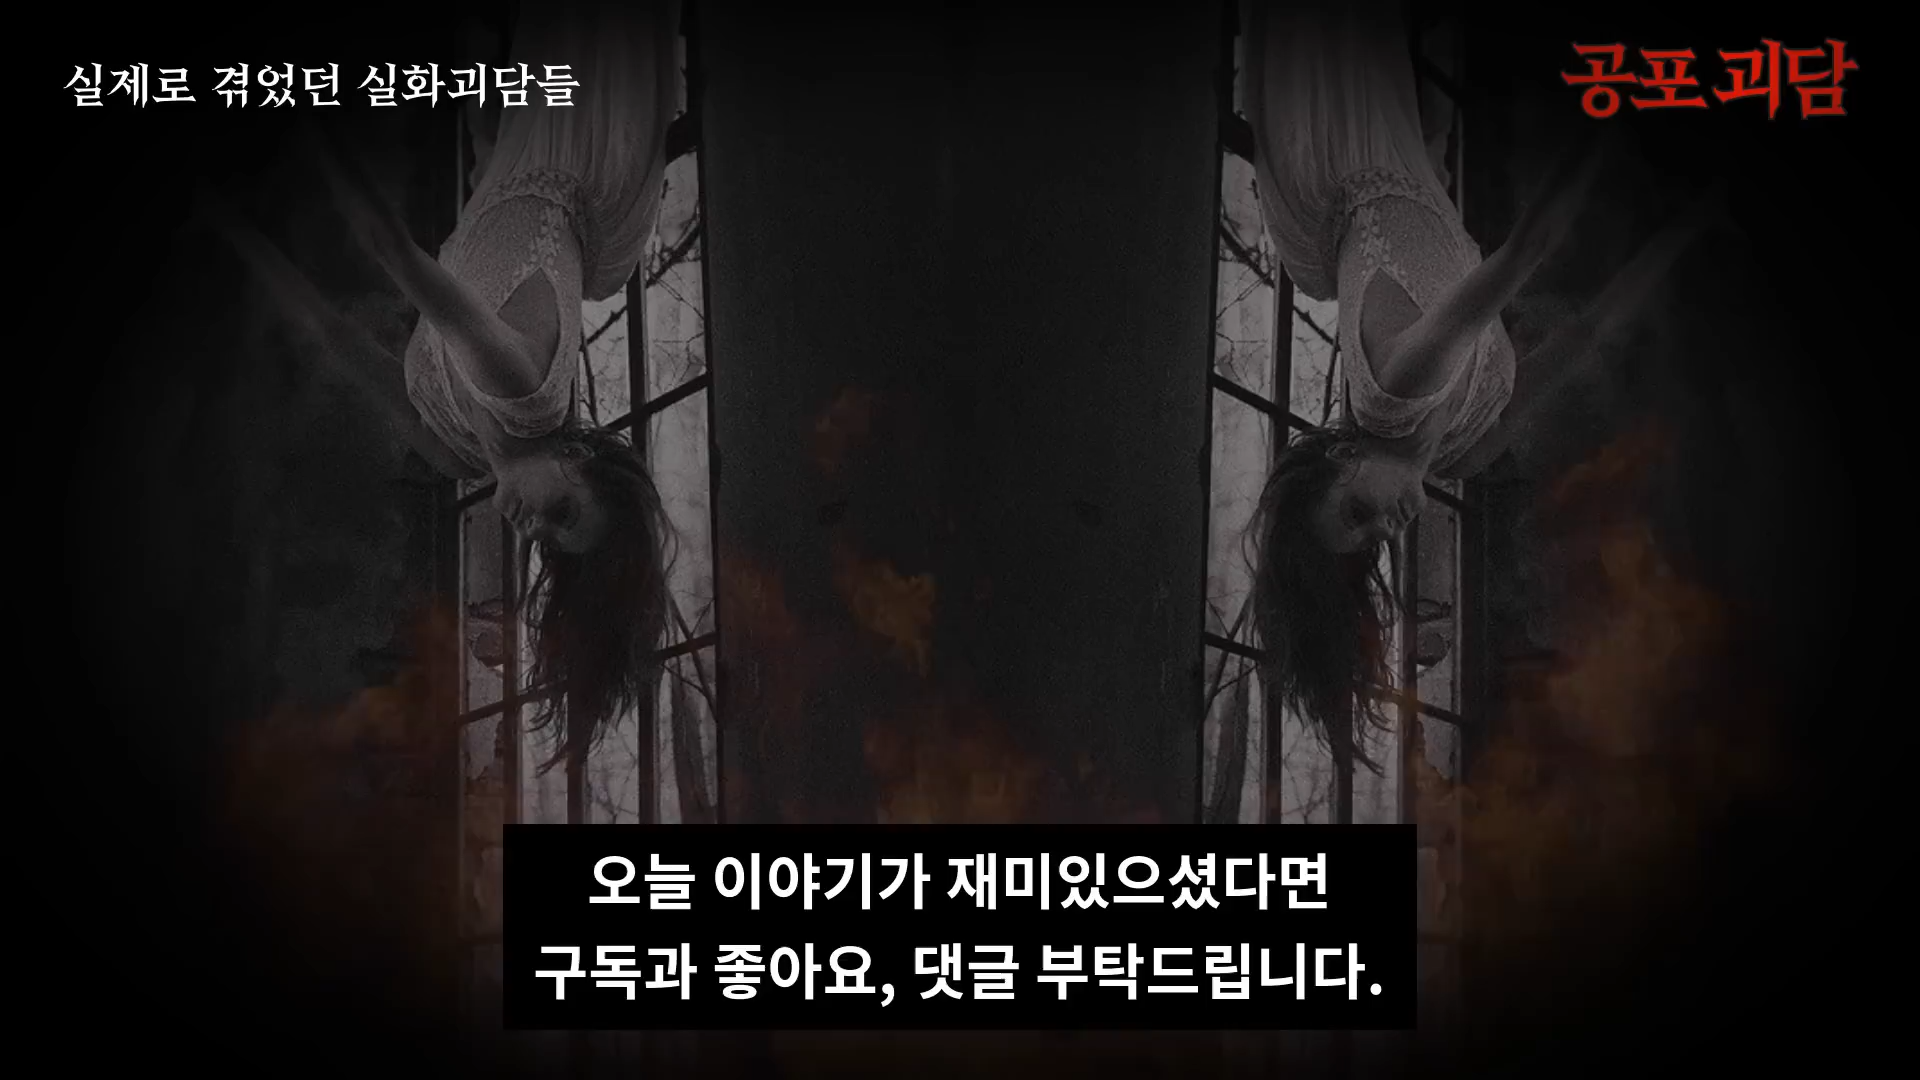 실제로 겪었던 실화괴담들
공포 괴담
오늘 이야기가 재미있으셨다면
구독과 좋아요, 댓글 부탁드립니다.